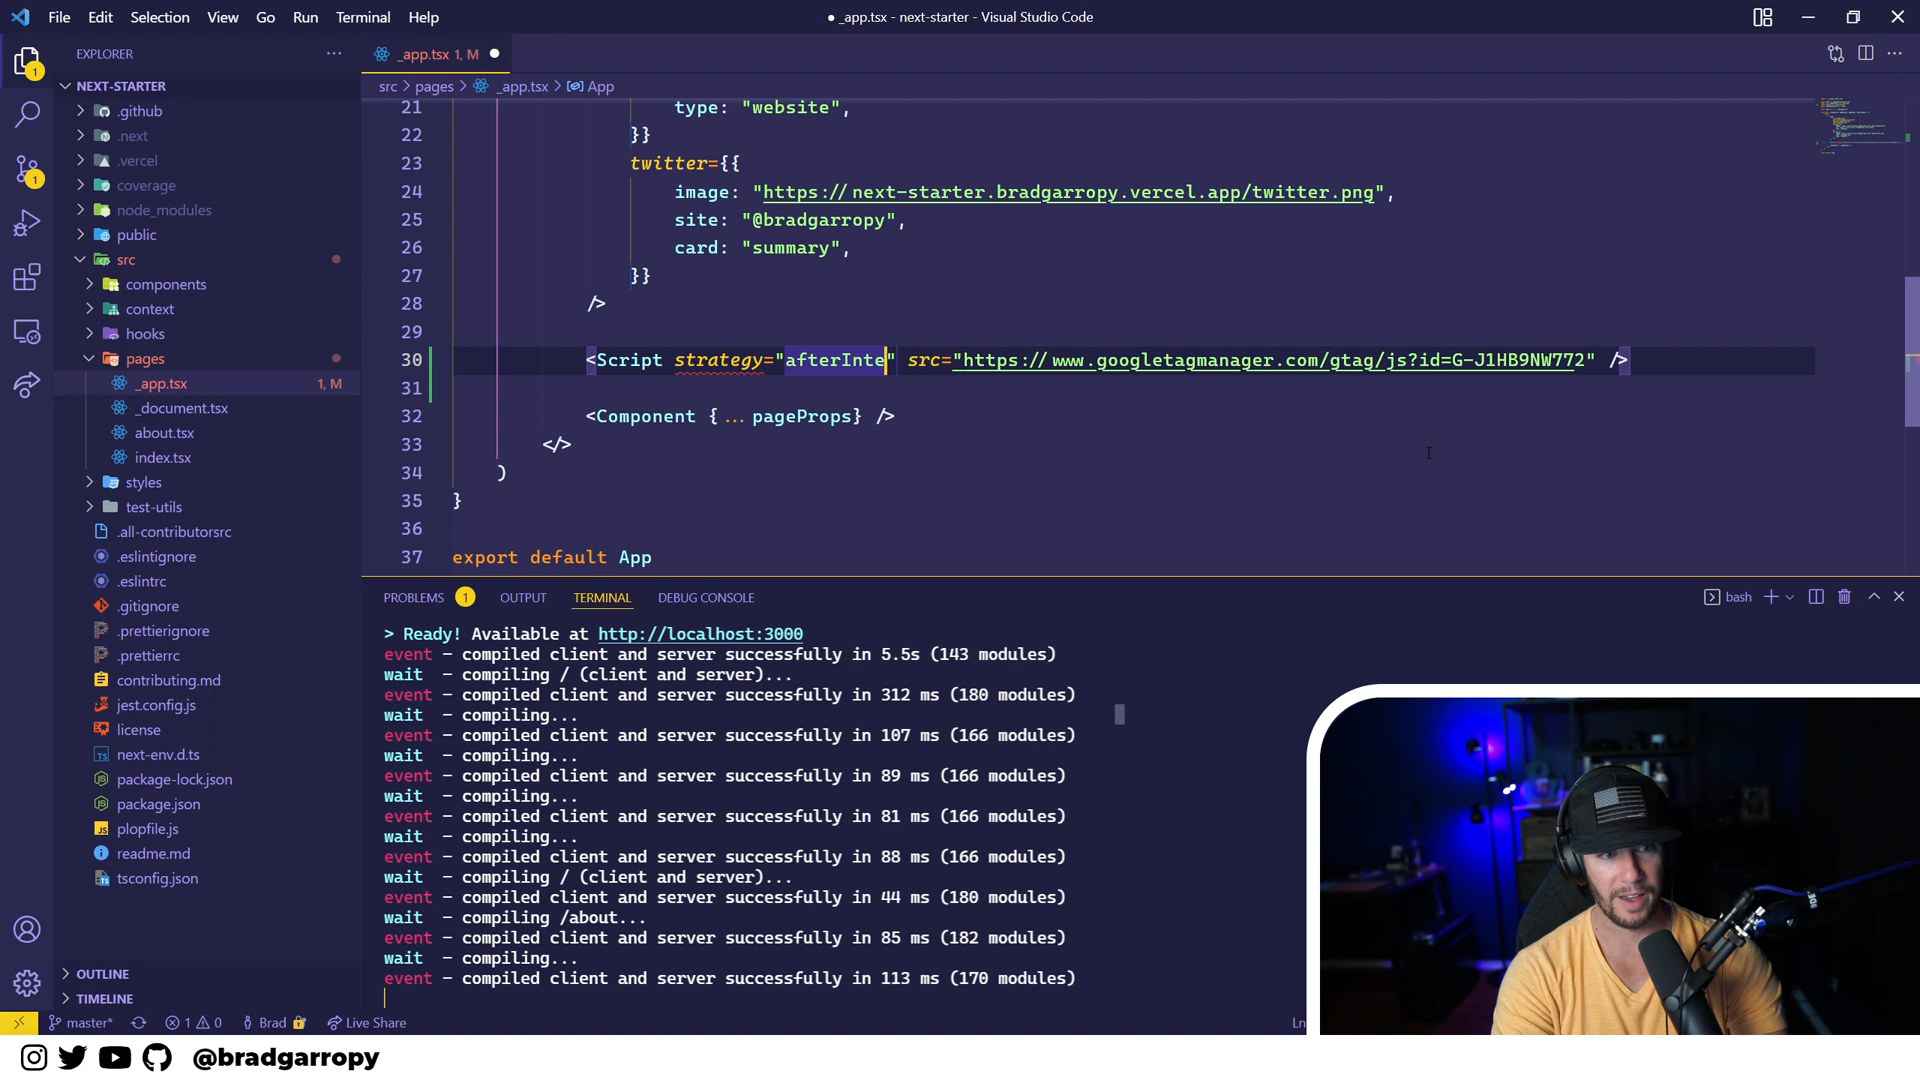 File Edit Selection View Go Run Terminal Help
● _app.tsx - next-starter - Visual Studio Code
EXPLORER
_app.tsx 1, M
NEXT-STARTER
src > pages > _app.tsx > App
.github
.next
.vercel
coverage
node_modules
public
src
components
context
hooks
pages
_app.tsx 1, M
_document.tsx
about.tsx
index.tsx
styles
test-utils
.all-contributorsrc
.eslintignore
.eslintrc
.gitignore
.prettierignore
.prettierrc
contributing.md
jest.config.js
license
next-env.d.ts
package-lock.json
package.json
plopfile.js
readme.md
tsconfig.json
OUTLINE
TIMELINE
21 type: "website",
22 }}
23 twitter={{
24 image: "https://next-starter.bradgarropy.vercel.app/twitter.png",
25 site: "@bradgarropy",
26 card: "summary",
27 }}
28 />
29
30 <Script strategy="afterInte" src="https://www.googletagmanager.com/gtag/js?id=G-J1HB9NW772" />
31
32 <Component {...pageProps} />
33 </>
34 )
35 }
36
37 export default App
PROBLEMS 1 OUTPUT TERMINAL DEBUG CONSOLE
bash
> Ready! Available at http://localhost:3000
event - compiled client and server successfully in 5.5s (143 modules)
wait - compiling / (client and server)...
event - compiled client and server successfully in 312 ms (180 modules)
wait - compiling...
event - compiled client and server successfully in 107 ms (166 modules)
wait - compiling...
event - compiled client and server successfully in 89 ms (166 modules)
wait - compiling...
event - compiled client and server successfully in 81 ms (166 modules)
wait - compiling...
event - compiled client and server successfully in 88 ms (166 modules)
wait - compiling / (client and server)...
event - compiled client and server successfully in 44 ms (180 modules)
wait - compiling /about...
event - compiled client and server successfully in 85 ms (182 modules)
wait - compiling...
event - compiled client and server successfully in 113 ms (170 modules)
master* 1 0 Brad Live Share
Ln
@bradgarropy